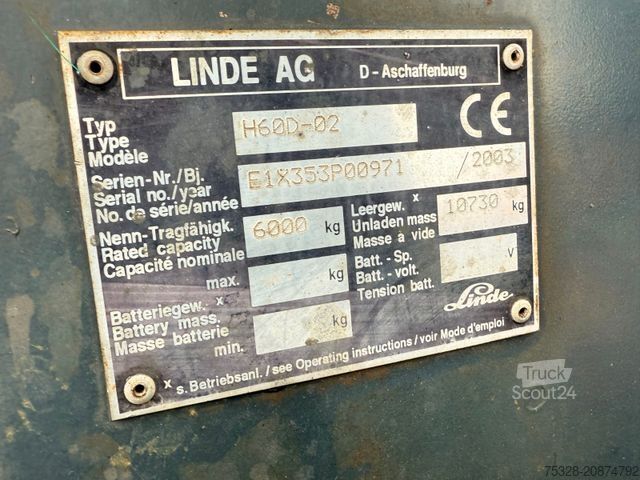 LINDE AG D - Aschaffenburg
Typ
Type
Modèle
H60D-02
CE
Serien-Nr./Bj.
Serial no./year
No. de série/année
E1X353P00971 / 2003
Nenn-Tragfähigk.
Rated capacity
Capacité nominale
6000 kg
Leergew. x
Unladen mass
Masse à vide
10730 kg
max. kg
Batteriegew. x
Battery mass.
Masse batterie
min. kg
Batt. - Sp.
Batt. - volt.
Tension batt.
V
Linde
x s. Betriebsanl. / see Operating instructions / voir Mode d'emploi
Truck
Scout24
75328-20874792